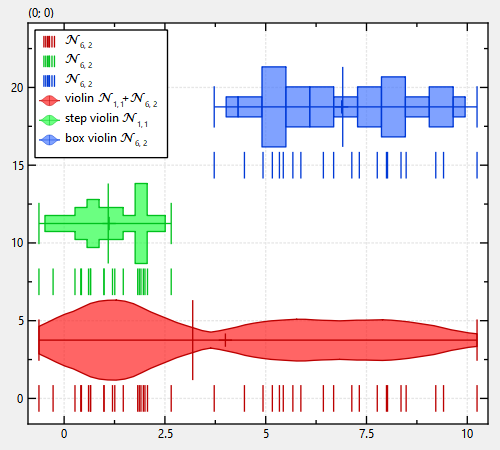 (0; 0)
𝒩6, 2
𝒩6, 2
𝒩6, 2
violin 𝒩1,1+𝒩6, 2
step violin 𝒩1,1
box violin 𝒩6, 2
20
15
10
5
0
0 2.5 5 7.5 10